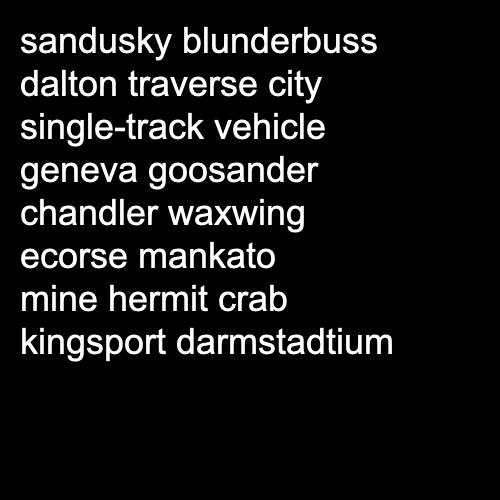 sandusky blunderbuss
dalton traverse city
single-track vehicle
geneva goosander
chandler waxwing
ecorse mankato
mine hermit crab
kingsport darmstadtium